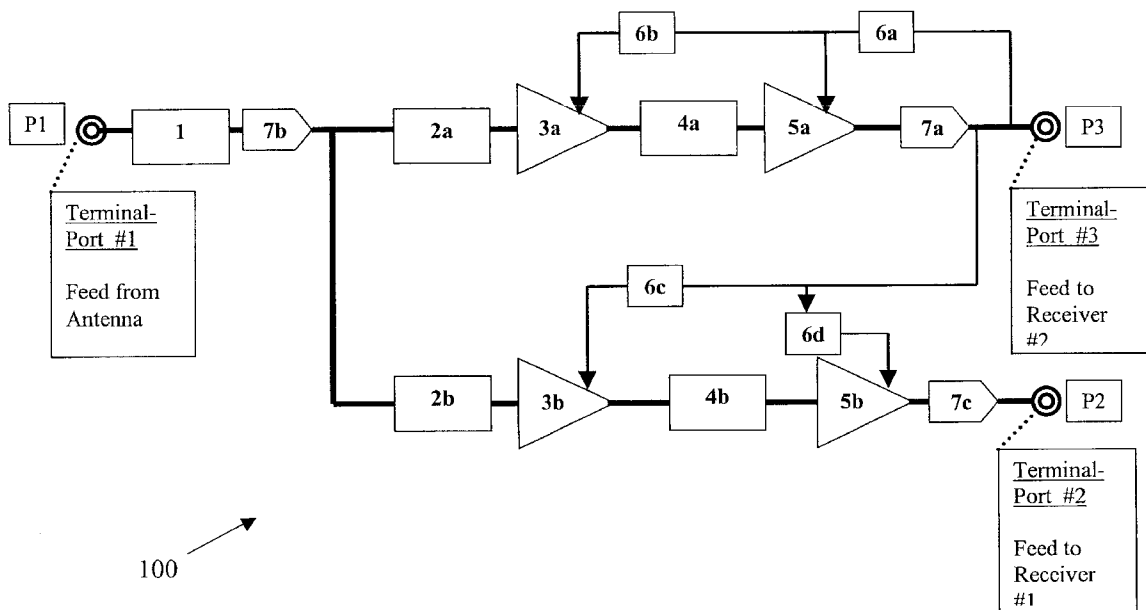 6b
6a
P1
1
7b
2a
3a
4a
5a
7a
P3
Terminal-
Port #1
Feed from
Antenna
Terminal-
Port #3
Feed to
Receiver
#2
6c
6d
2b
3b
4b
5b
7c
P2
Terminal-
Port #2
Feed to
Receiver
#1
100